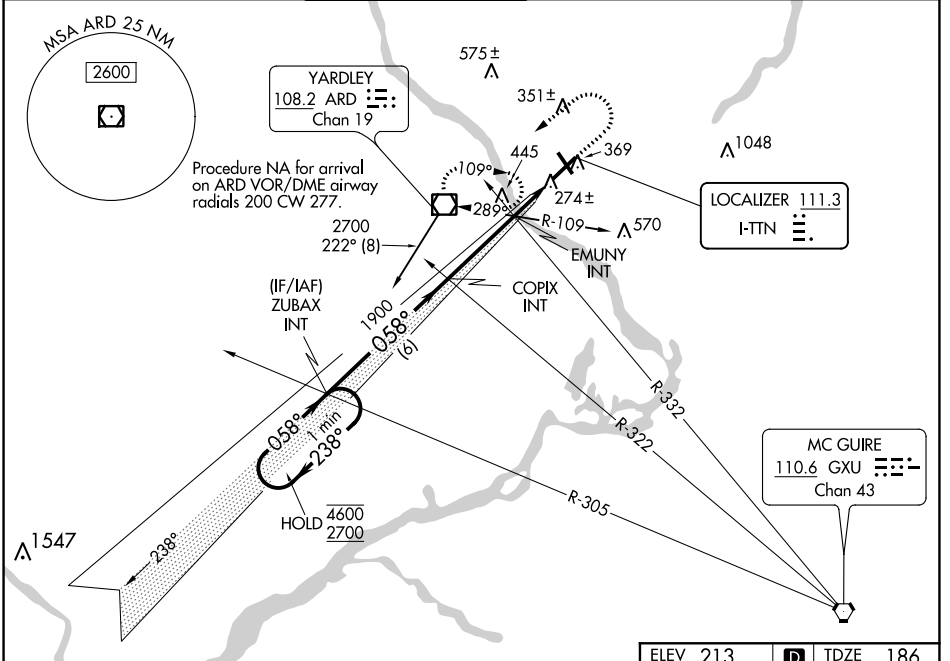 MSA ARD 25 NM
2600
YARDLEY
108.2 ARD
Chan 19
575±
351±
369
1048
Procedure NA for arrival
on ARD VOR/DME airway
radials 200 CW 277.
109°
445
289°
274±
LOCALIZER 111.3
I-TTN
2700
222° (8)
R-109
570
EMUNY
INT
(IF/IAF)
ZUBAX
INT
COPIX
INT
1900
058°
(6)
R-332
R-322
058°
1 min
238°
MC GUIRE
110.6 GXU
Chan 43
R-305
HOLD 4600
2700
1547
238°
ELEV 213 D TDZE 186